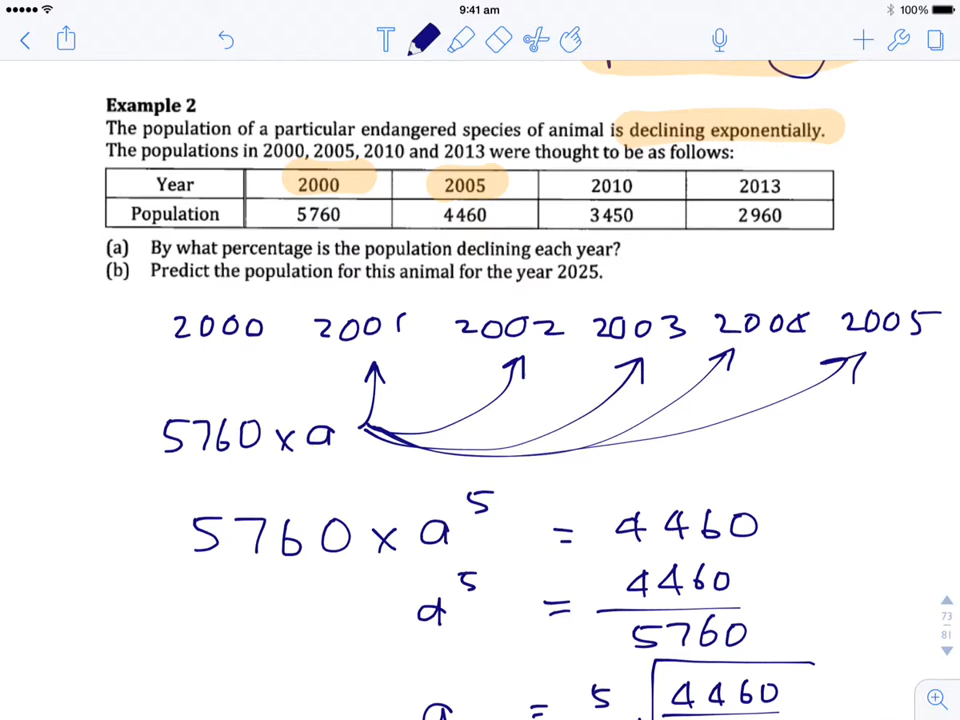 9:41 am
100%
T
Example 2
The population of a particular endangered species of animal is declining exponentially.
The populations in 2000, 2005, 2010 and 2013 were thought to be as follows:
Year 2000 2005 2010 2013
Population 5760 4460 3450 2960
(a) By what percentage is the population declining each year?
(b) Predict the population for this animal for the year 2025.
2000 2001 2002 2003 2004 2005
5760 × a
5760 × a^5 = 4460
a^5 = 4460
5760
73
81
a = 5√4460